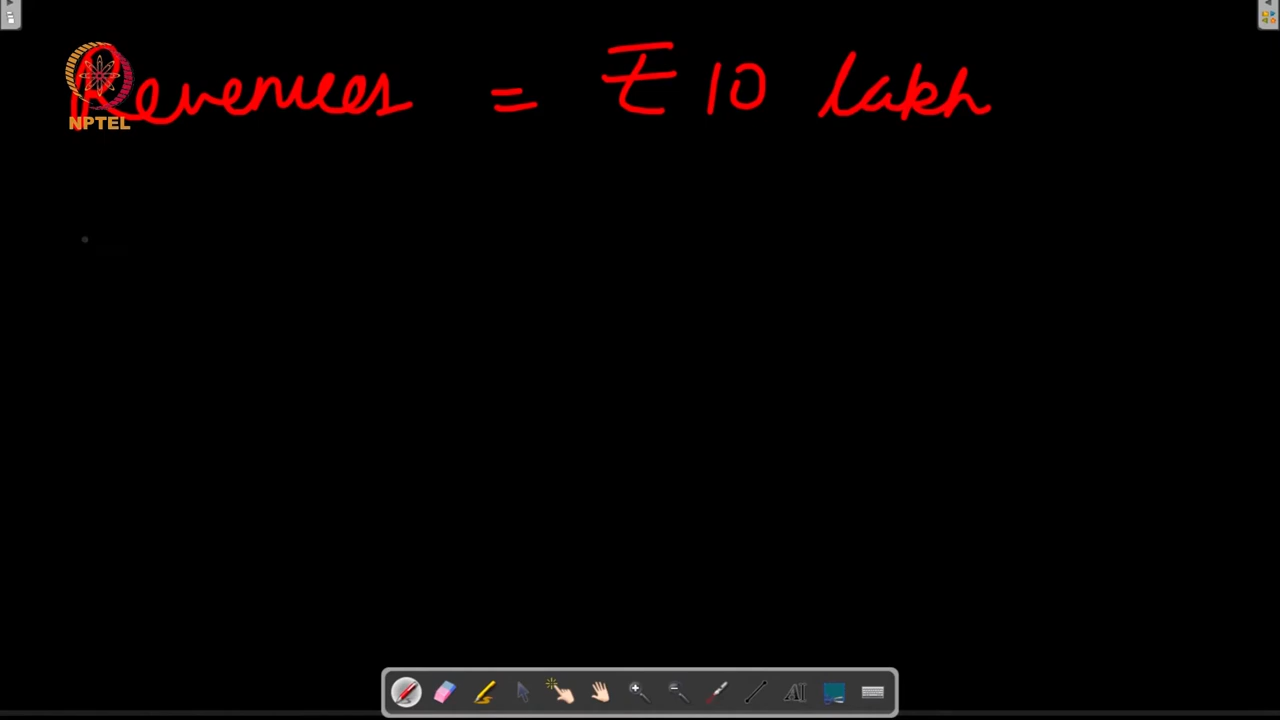 Revenues = ₹ 10 lakh
NPTEL